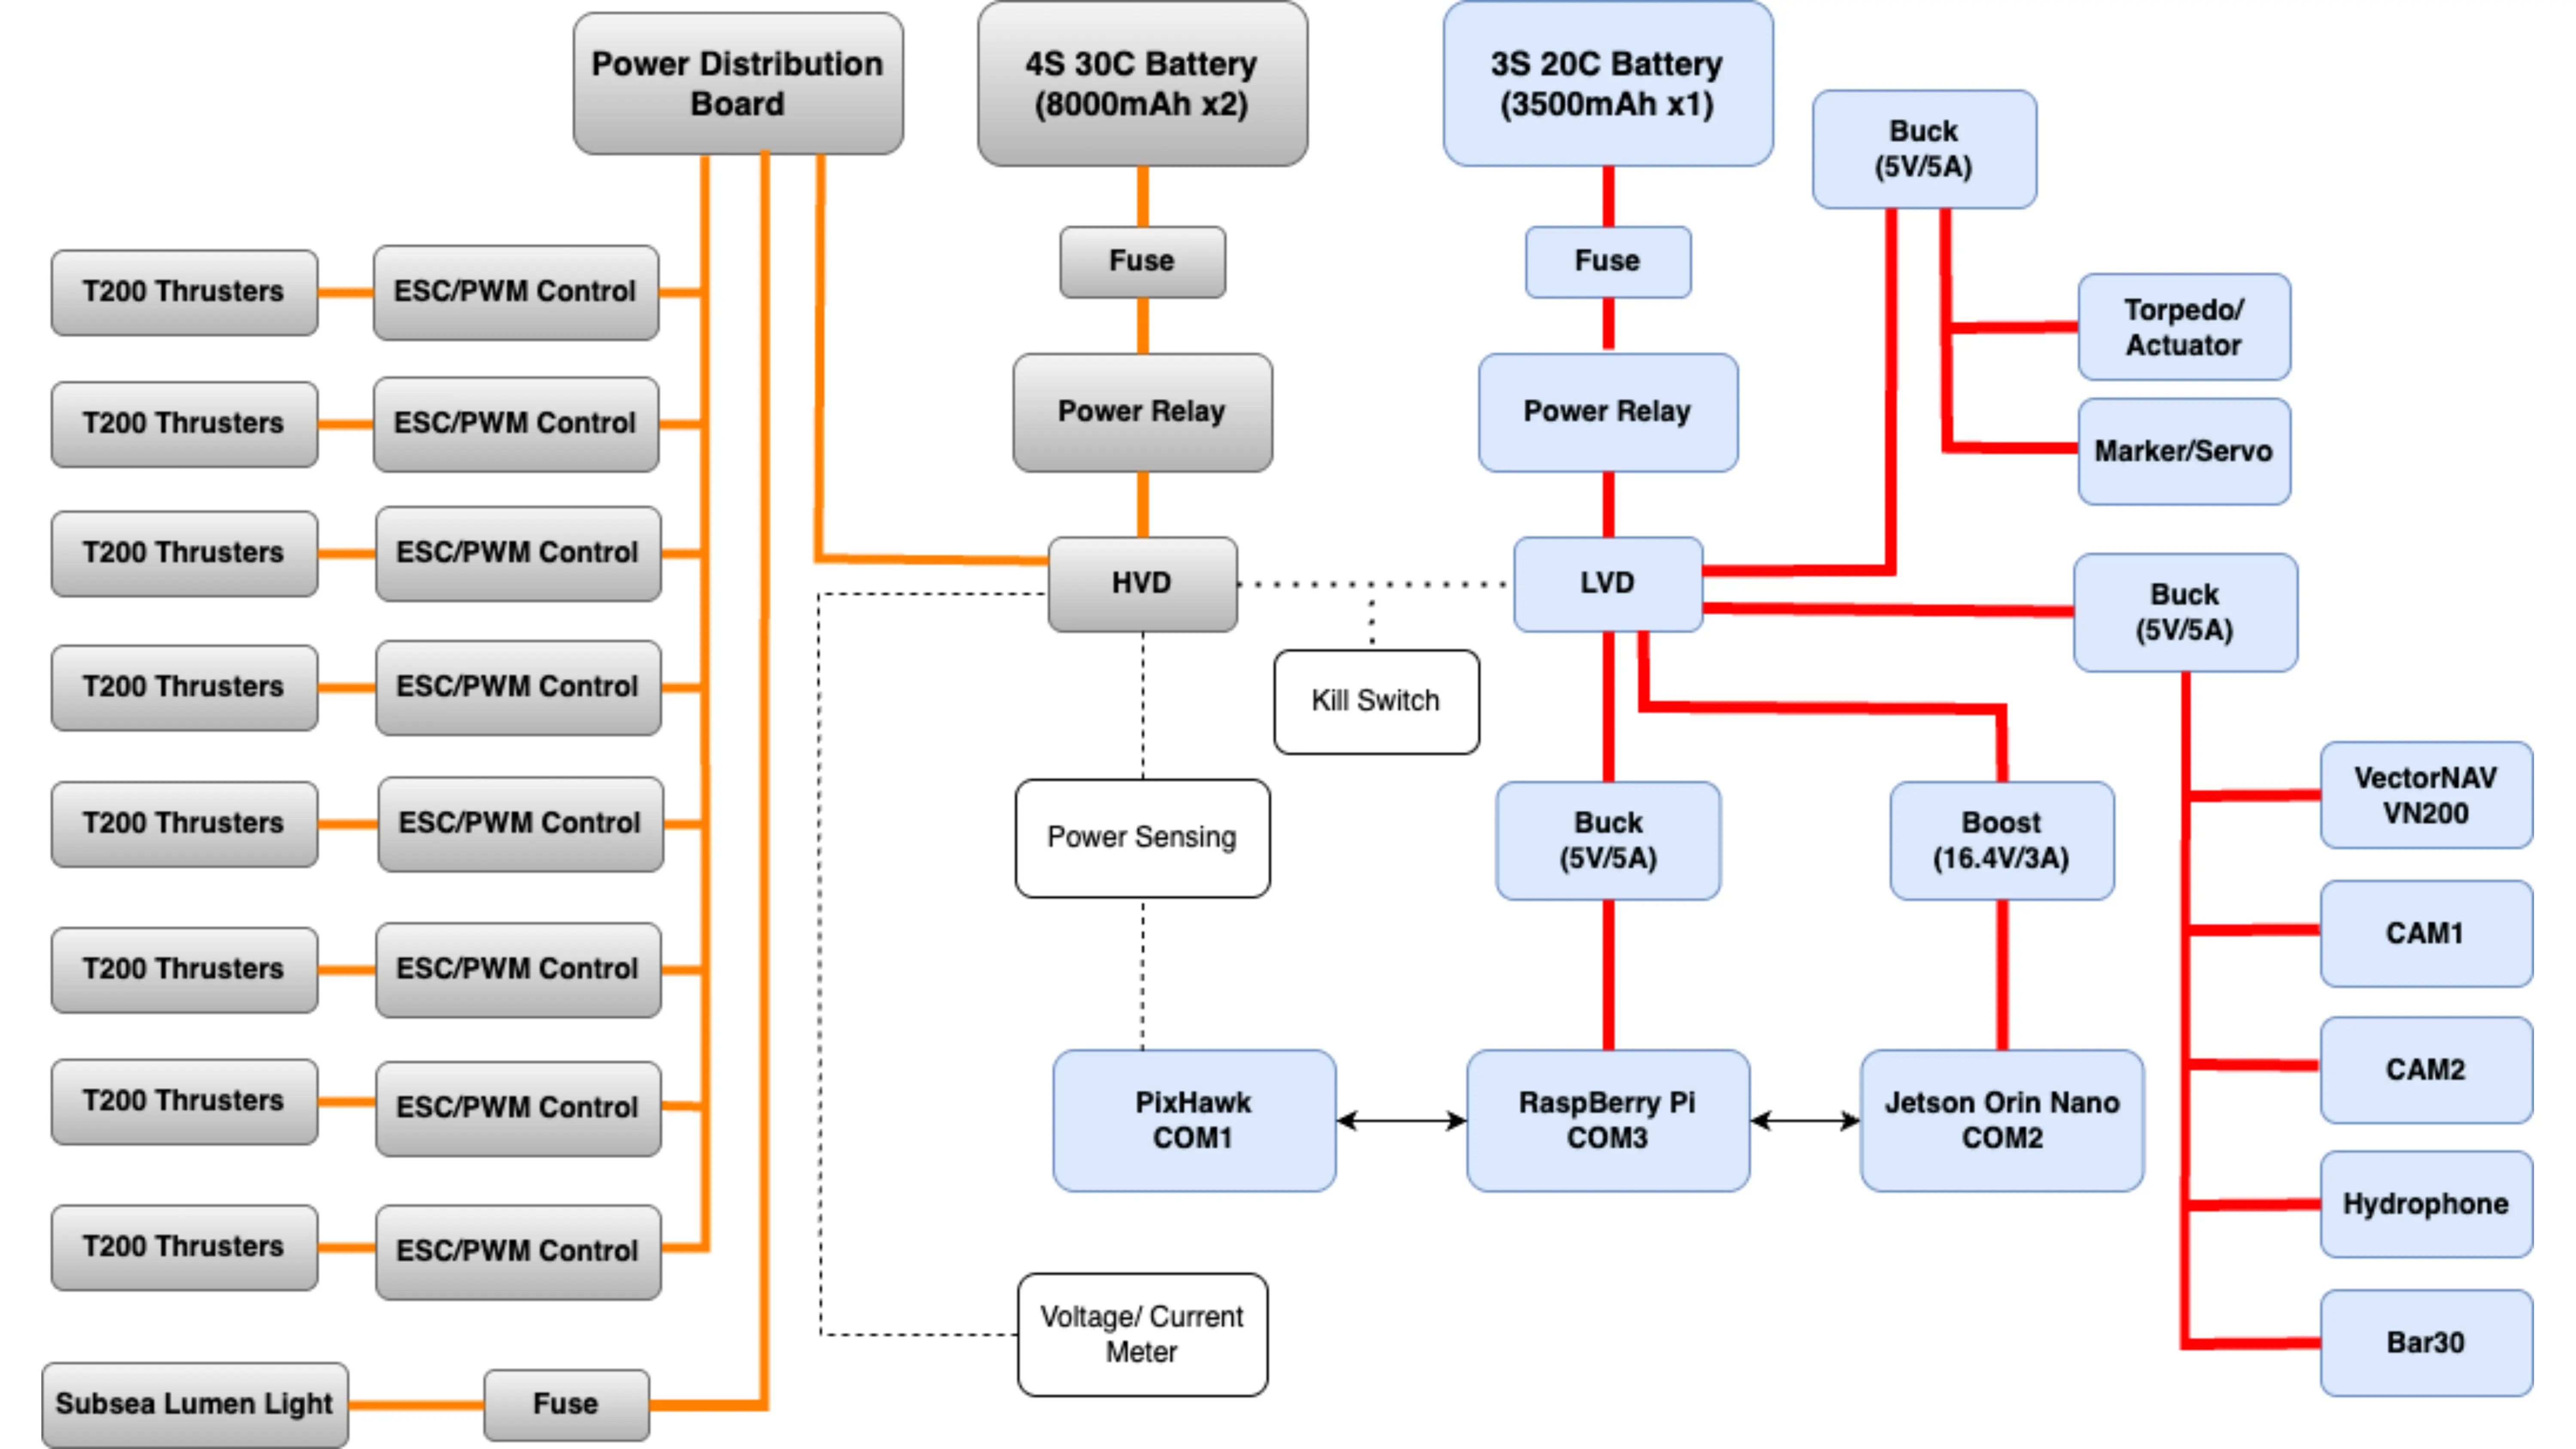 Power Distribution
Board
4S 30C Battery
(8000mAh x2)
3S 20C Battery
(3500mAh x1)
Buck
(5V/5A)
Fuse
Fuse
T200 Thrusters
ESC/PWM Control
Torpedo/
Actuator
T200 Thrusters
ESC/PWM Control
Power Relay
Power Relay
Marker/Servo
T200 Thrusters
ESC/PWM Control
HVD
LVD
Buck
(5V/5A)
T200 Thrusters
ESC/PWM Control
Kill Switch
T200 Thrusters
ESC/PWM Control
Power Sensing
Buck
(5V/5A)
Boost
(16.4V/3A)
VectorNAV
VN200
CAM1
T200 Thrusters
ESC/PWM Control
CAM2
T200 Thrusters
ESC/PWM Control
PixHawk
COM1
RaspBerry Pi
COM3
Jetson Orin Nano
COM2
Hydrophone
T200 Thrusters
ESC/PWM Control
Voltage/ Current
Meter
Bar30
Subsea Lumen Light
Fuse